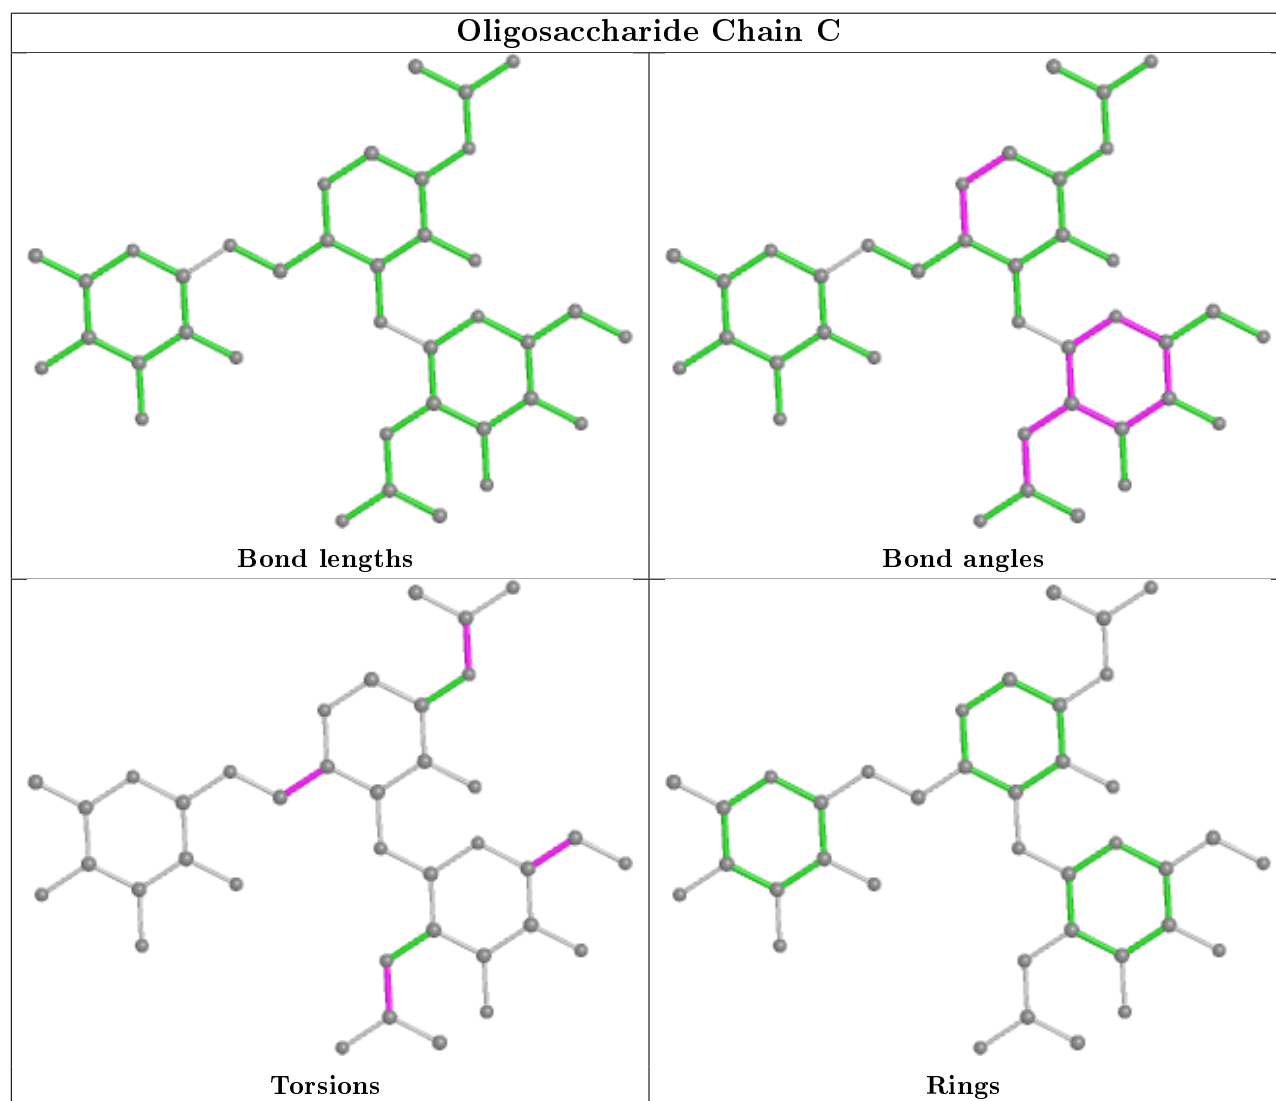 Oligosaccharide Chain C
Bond lengths
Bond angles
Torsions
Rings